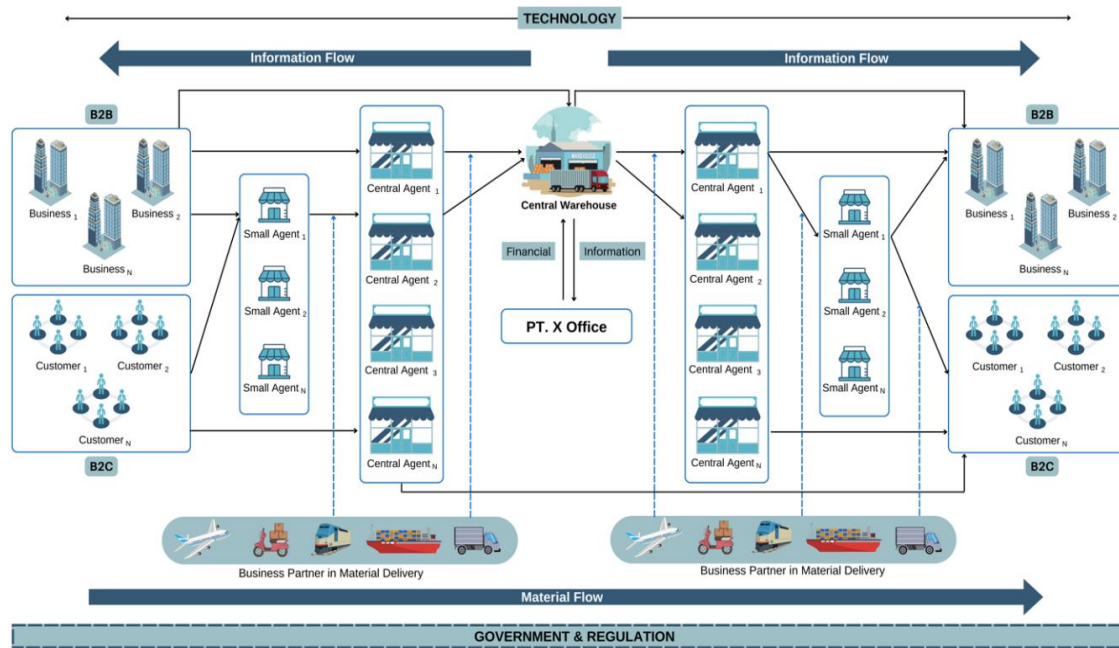 TECHNOLOGY
Information Flow
Information Flow
B2B
Business 1
Business 2
Business N
Customer 1
Customer 2
Customer N
B2C
Small Agent 1
Small Agent 2
Small Agent N
Central Agent 1
Central Agent 2
Central Agent 3
Central Agent N
Central Warehouse
Financial
Information
PT. X Office
Central Agent 1
Central Agent 2
Central Agent 3
Central Agent N
Small Agent 1
Small Agent 2
Small Agent N
B2B
Business 1
Business 2
Business N
Customer 1
Customer 2
Customer N
B2C
Business Partner in Material Delivery
Business Partner in Material Delivery
Material Flow
GOVERNMENT & REGULATION